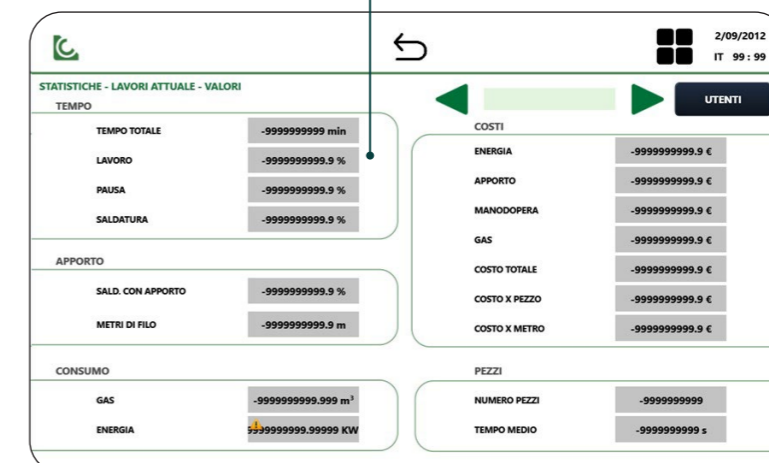 2/09/2012
IT 99:99
STATISTICHE - LAVORI ATTUALE - VALORI
UTENTI
TEMPO
TEMPO TOTALE -9999999999 min
LAVORO -9999999999.9 %
PAUSA -9999999999.9 %
SALDATURA -9999999999.9 %
APPORTO
SALD. CON APPORTO -9999999999.9 %
METRI DI FILO -9999999999.9 m
CONSUMO
GAS -9999999999.999 m³
ENERGIA 9999999999.99999 KW
COSTI
ENERGIA -9999999999.9 €
APPORTO -9999999999.9 €
MANODOPERA -9999999999.9 €
GAS -9999999999.9 €
COSTO TOTALE -9999999999.9 €
COSTO X PEZZO -9999999999.9 €
COSTO X METRO -9999999999.9 €
PEZZI
NUMERO PEZZI -9999999999
TEMPO MEDIO -9999999999 s